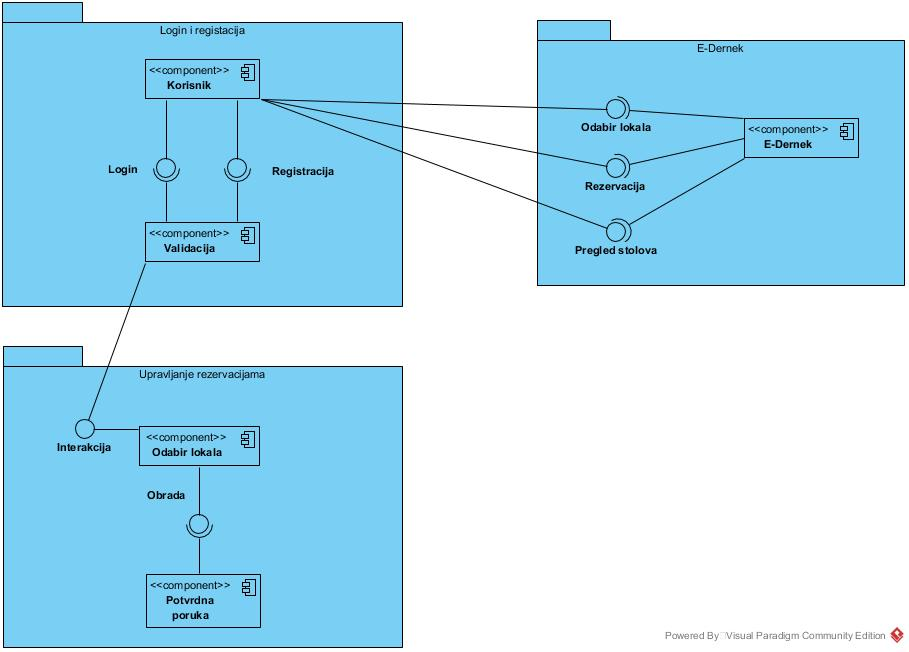 Login i registacija
<<component>>
Korisnik
Login
Registracija
<<component>>
Validacija
E-Dernek
Odabir lokala
<<component>>
E-Dernek
Rezervacija
Pregled stolova
Upravljanje rezervacijama
Interakcija
<<component>>
Odabir lokala
Obrada
<<component>>
Potvrdna
poruka
Powered By Visual Paradigm Community Edition